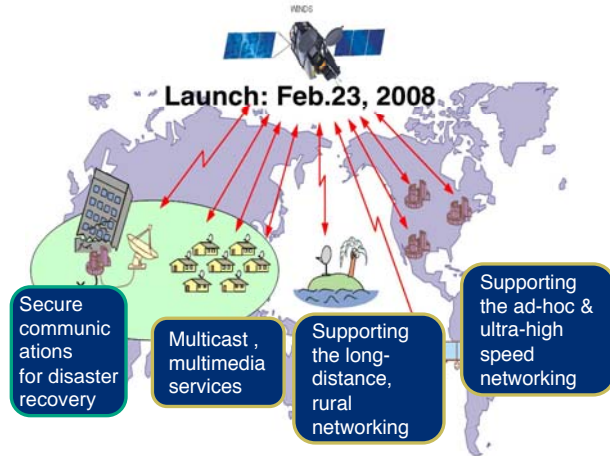 WINDS
Launch: Feb.23, 2008
Secure
communic
ations
for disaster
recovery
Multicast ,
multimedia
services
Supporting
the long-
distance,
rural
networking
Supporting
the ad-hoc &
ultra-high
speed
networking